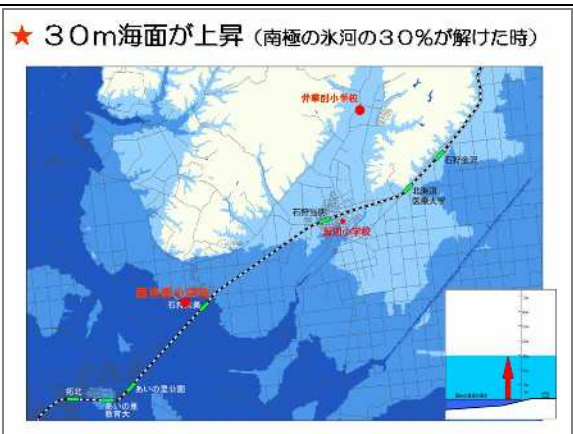 ★ 30m海面が上昇（南極の氷河の30%が解けた時）
弁華別小学校
石狩金沢
北海道
医療大学
石狩当別
当別小学校
石狩太美
あいの里公園
拓北
あいの里
教育大